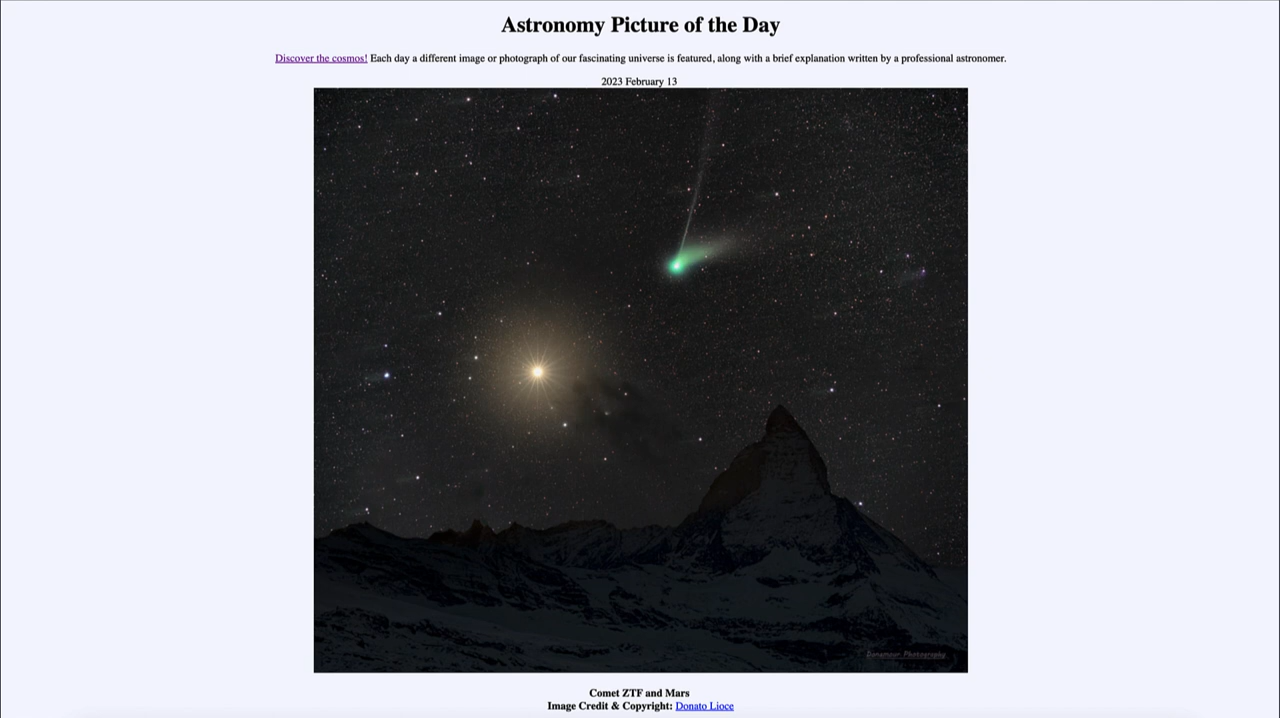 Astronomy Picture of the Day
Discover the cosmos! Each day a different image or photograph of our fascinating universe is featured, along with a brief explanation written by a professional astronomer.
2023 February 13
Photography
Comet ZTF and Mars
Image Credit & Copyright: Donato Lioce